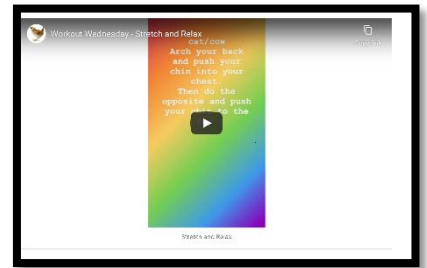 Workout Wednesday - Stretch and Relax
cat/cow
Arch your back
and push your
chin into your
chest.
Then do the
opposite and push
your chin to the
Stretch and Relax